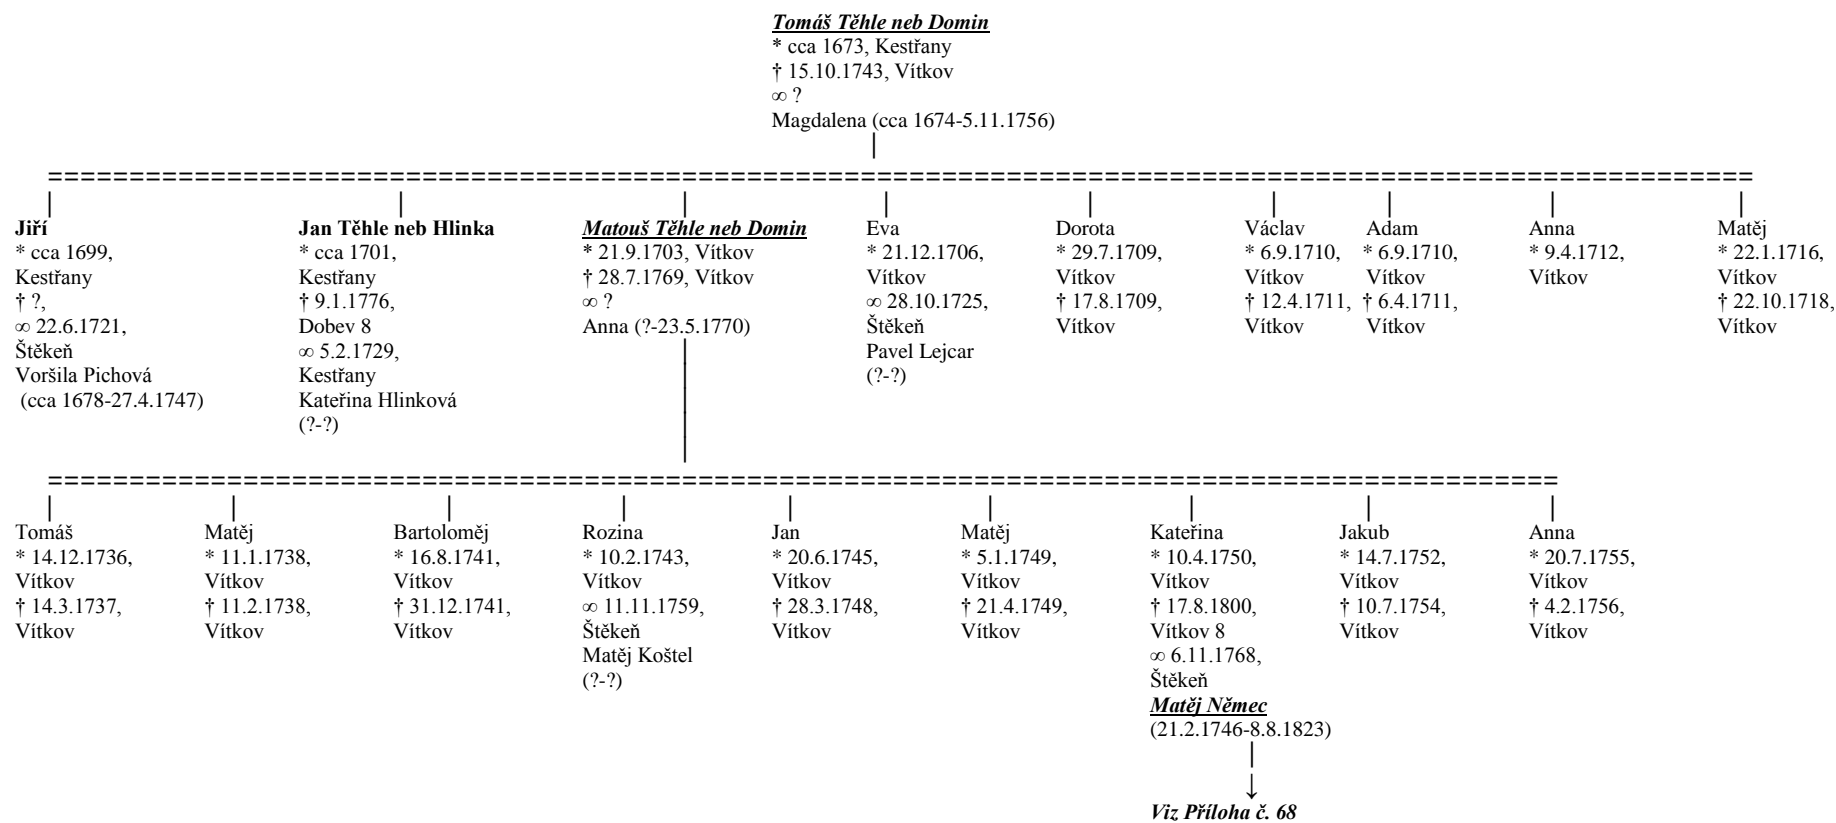 Tomáš Těhle neb Domin
* cca 1673, Kestřany
† 15.10.1743, Vítkov
∞ ?
Magdalena (cca 1674-5.11.1756)
Jiří
* cca 1699,
Kestřany
† ?,
∞ 22.6.1721,
Štěkeň
Voršila Pichová
(cca 1678-27.4.1747)
Jan Těhle neb Hlinka
* cca 1701,
Kestřany
† 9.1.1776,
Dobev 8
∞ 5.2.1729,
Kestřany
Kateřina Hlinková
(?-?)
Matouš Těhle neb Domin
* 21.9.1703, Vítkov
† 28.7.1769, Vítkov
∞ ?
Anna (?-23.5.1770)
Eva
* 21.12.1706,
Vítkov
∞ 28.10.1725,
Štěkeň
Pavel Lejcar
(?-?)
Dorota
* 29.7.1709,
Vítkov
† 17.8.1709,
Vítkov
Václav
* 6.9.1710,
Vítkov
† 12.4.1711,
Vítkov
Adam
* 6.9.1710,
Vítkov
† 6.4.1711,
Vítkov
Anna
* 9.4.1712,
Vítkov
Matěj
* 22.1.1716,
Vítkov
† 22.10.1718,
Vítkov
Tomáš
* 14.12.1736,
Vítkov
† 14.3.1737,
Vítkov
Matěj
* 11.1.1738,
Vítkov
† 11.2.1738,
Vítkov
Bartoloměj
* 16.8.1741,
Vítkov
† 31.12.1741,
Vítkov
Rozina
* 10.2.1743,
Vítkov
∞ 11.11.1759,
Štěkeň
Matěj Koštel
(?-?)
Jan
* 20.6.1745,
Vítkov
† 28.3.1748,
Vítkov
Matěj
* 5.1.1749,
Vítkov
† 21.4.1749,
Vítkov
Kateřina
* 10.4.1750,
Vítkov
† 17.8.1800,
Vítkov 8
∞ 6.11.1768,
Štěkeň
Matěj Němec
(21.2.1746-8.8.1823)
Viz Příloha č. 68
Jakub
* 14.7.1752,
Vítkov
† 10.7.1754,
Vítkov
Anna
* 20.7.1755,
Vítkov
† 4.2.1756,
Vítkov